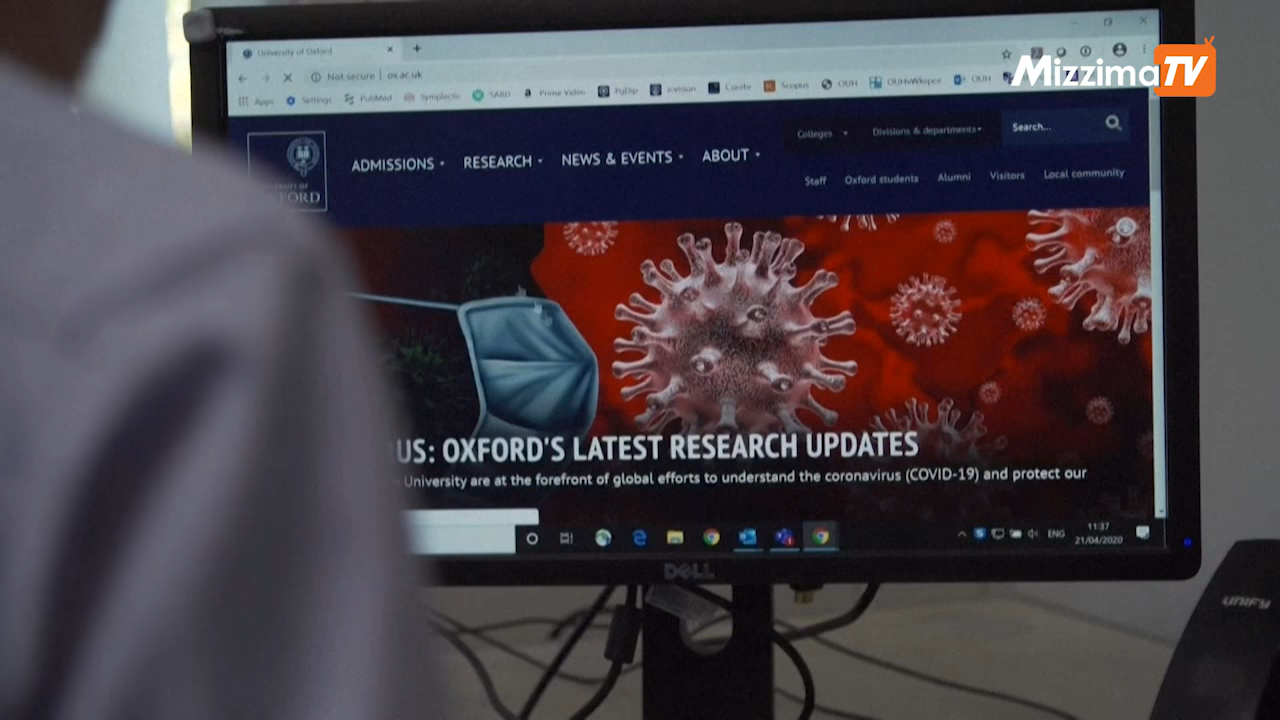 University of Oxford
MizzimaTV
Not secure | ox.ac.uk
Apps Settings PubMed Symplectic SARD Prime Video PgDip Scopus OUH OUH
Colleges Divisions & departments Search...
ADMISSIONS RESEARCH NEWS & EVENTS ABOUT
Staff Oxford students Alumni Visitors Local community
US: OXFORD'S LATEST RESEARCH UPDATES
University are at the forefront of global efforts to understand the coronavirus (COVID-19) and protect our
ENG
11:37
21/04/2020
DELL
UNIFY